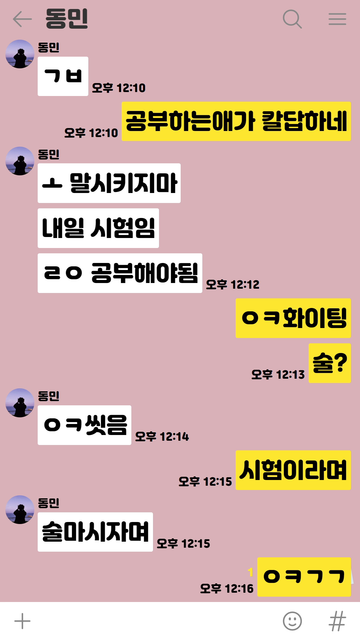 동민
동민
ㄱㅂ
오후 12:10
공부하는애가 칼답하네
오후 12:10
동민
ㅗ 말시키지마
내일 시험임
ㄹㅇ 공부해야됨
오후 12:12
ㅇㅋ화이팅
술?
오후 12:13
동민
ㅇㅋ씻음
오후 12:14
시험이라며
오후 12:15
동민
술마시자며
오후 12:15
1
ㅇㅋㄱㄱ
오후 12:16